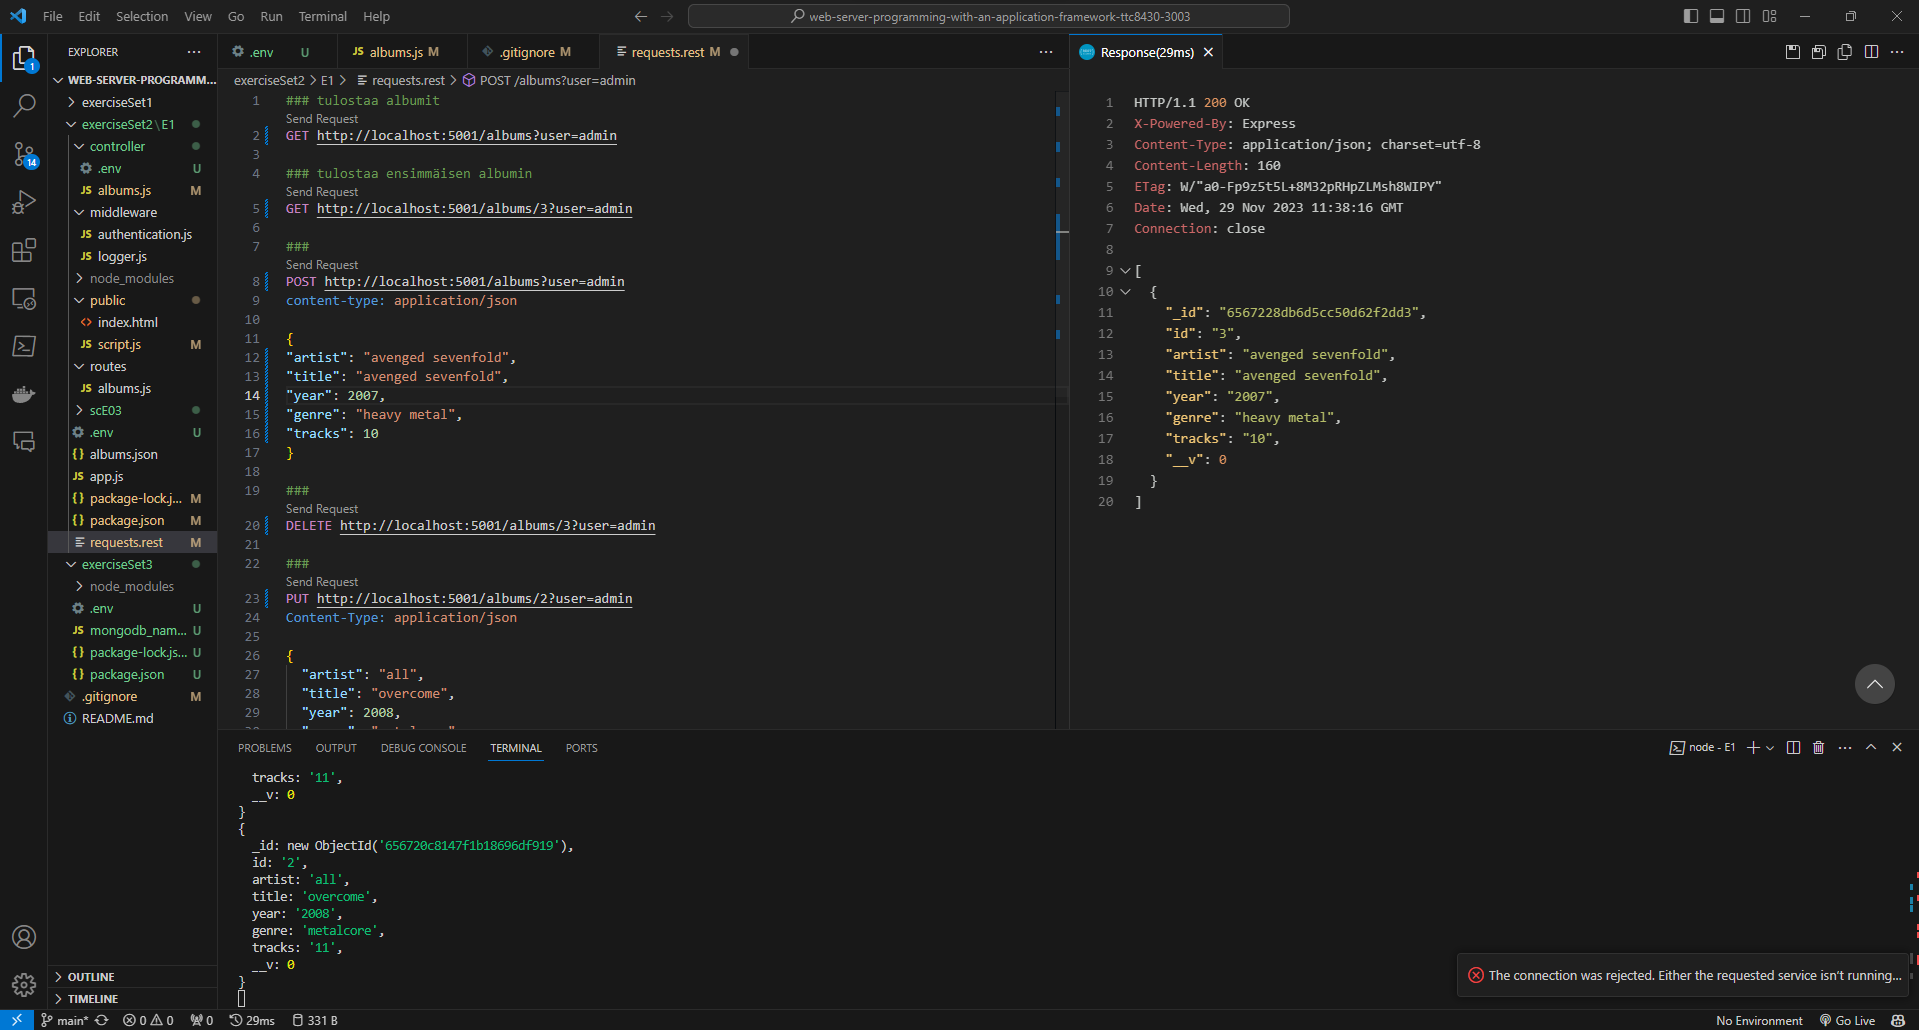 File Edit Selection View Go Run Terminal Help
web-server-programming-with-an-application-framework-ttc8430-3003
EXPLORER
WEB-SERVER-PROGRAMM...
exerciseSet1
exerciseSet2\E1
controller
.env U
albums.js M
middleware
authentication.js
logger.js
node_modules
public
index.html
script.js M
routes
albums.js
scE03
.env U
albums.json
app.js
package-lock.j... M
package.json M
requests.rest M
exerciseSet3
node_modules
.env U
mongodb_nam... U
package-lock.js... U
package.json U
.gitignore M
README.md
OUTLINE
TIMELINE
.env U albums.js M .gitignore M requests.rest M
exerciseSet2 > E1 > requests.rest > POST /albums?user=admin
1 ### tulostaa albumit
Send Request
2 GET http://localhost:5001/albums?user=admin
3
4 ### tulostaa ensimmäisen albumin
Send Request
5 GET http://localhost:5001/albums/3?user=admin
6
7 ###
Send Request
8 POST http://localhost:5001/albums?user=admin
9 content-type: application/json
10
11 {
12 "artist": "avenged sevenfold",
13 "title": "avenged sevenfold",
14 "year": 2007,
15 "genre": "heavy metal",
16 "tracks": 10
17 }
18
19 ###
Send Request
20 DELETE http://localhost:5001/albums/3?user=admin
21
22 ###
Send Request
23 PUT http://localhost:5001/albums/2?user=admin
24 Content-Type: application/json
25
26 {
27 "artist": "all",
28 "title": "overcome",
29 "year": 2008,
Response(29ms)
1 HTTP/1.1 200 OK
2 X-Powered-By: Express
3 Content-Type: application/json; charset=utf-8
4 Content-Length: 160
5 ETag: W/"a0-Fp9z5t5L+8M32pRHpZLMsh8WIPY"
6 Date: Wed, 29 Nov 2023 11:38:16 GMT
7 Connection: close
8
9 [
10 {
11 "_id": "6567228db6d5cc50d62f2dd3",
12 "id": "3",
13 "artist": "avenged sevenfold",
14 "title": "avenged sevenfold",
15 "year": "2007",
16 "genre": "heavy metal",
17 "tracks": "10",
18 "__v": 0
19 }
20 ]
PROBLEMS OUTPUT DEBUG CONSOLE TERMINAL PORTS
node - E1
tracks: '11',
__v: 0
}
{
_id: new ObjectId('656720c8147f1b18696df919'),
id: '2',
artist: 'all',
title: 'overcome',
year: '2008',
genre: 'metalcore',
tracks: '11',
__v: 0
}
The connection was rejected. Either the requested service isn't running...
1
14
main* 0 0 0 29ms 331 B
No Environment Go Live